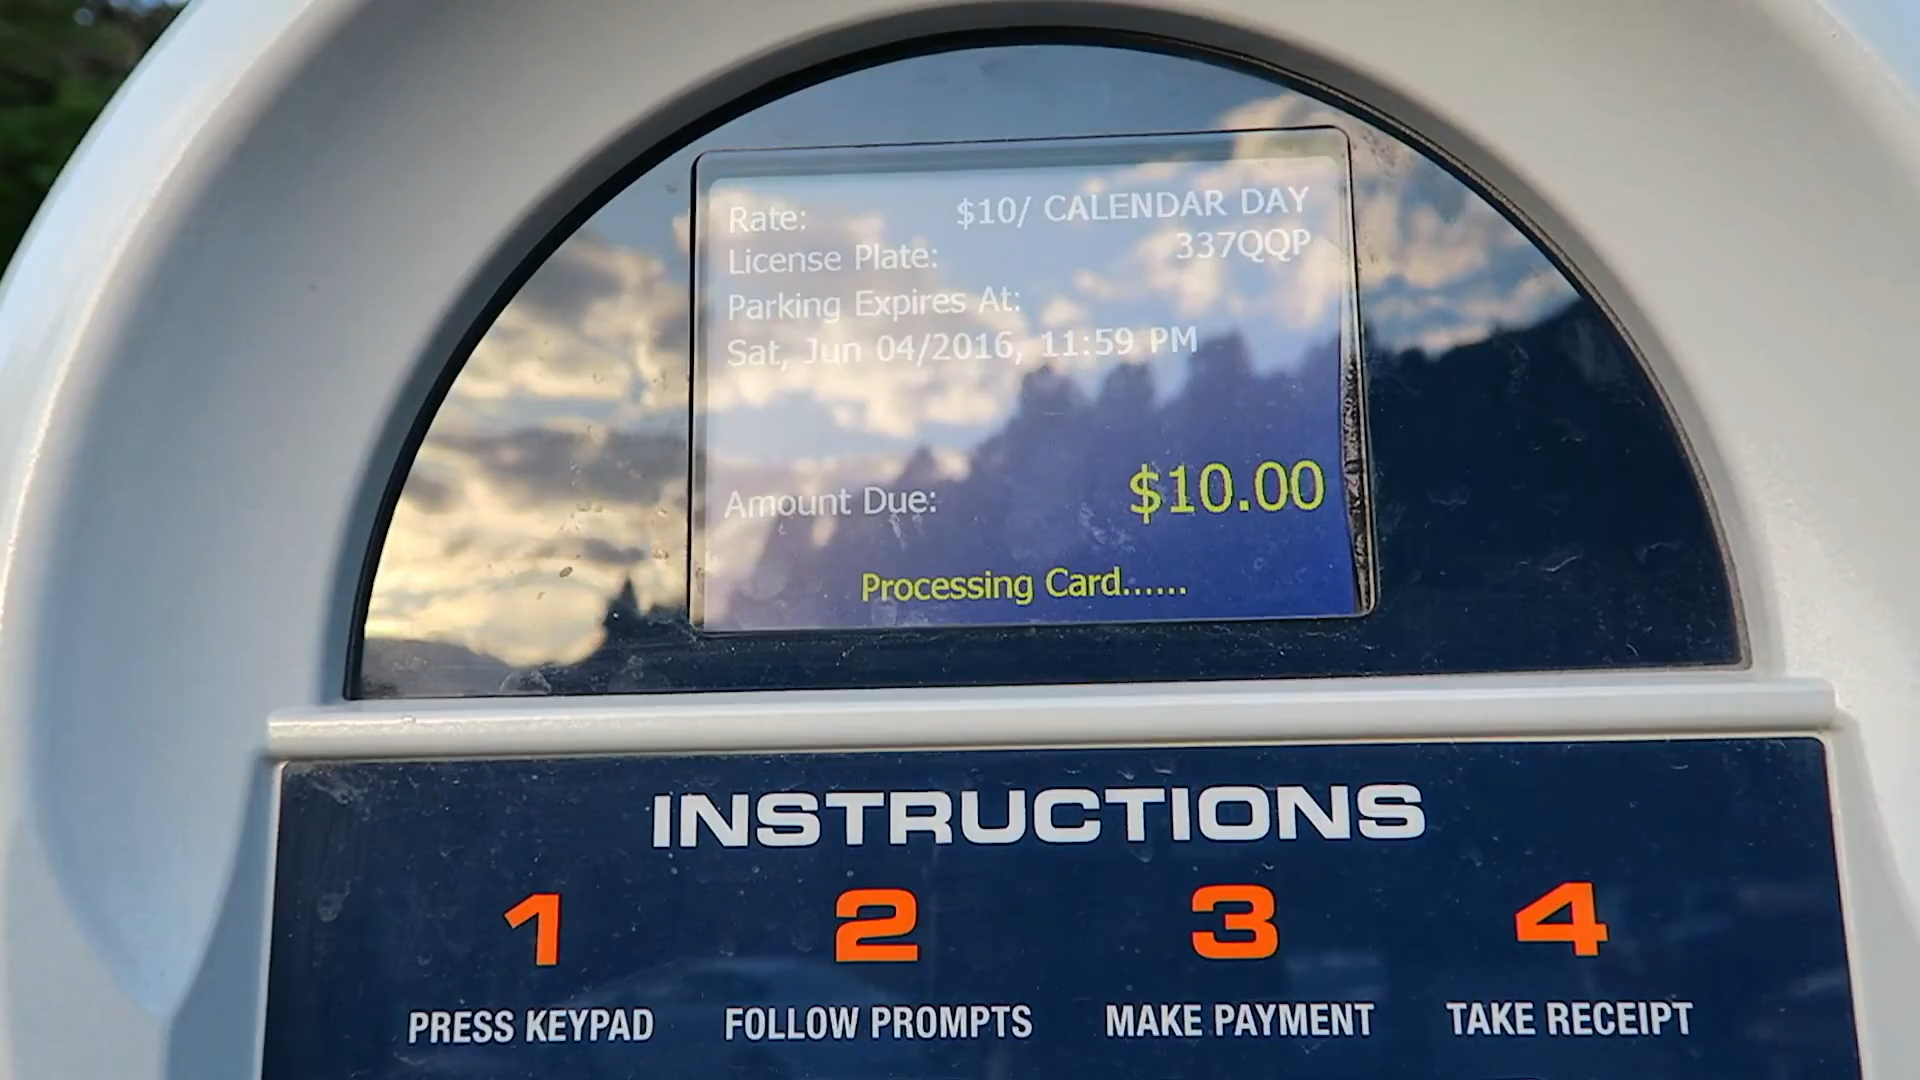 Rate: $10/ CALENDAR DAY
License Plate: 337QQP
Parking Expires At:
Sat, Jun 04/2016, 11:59 PM
Amount Due: $10.00
Processing Card......
INSTRUCTIONS
1 2 3 4
PRESS KEYPAD FOLLOW PROMPTS MAKE PAYMENT TAKE RECEIPT